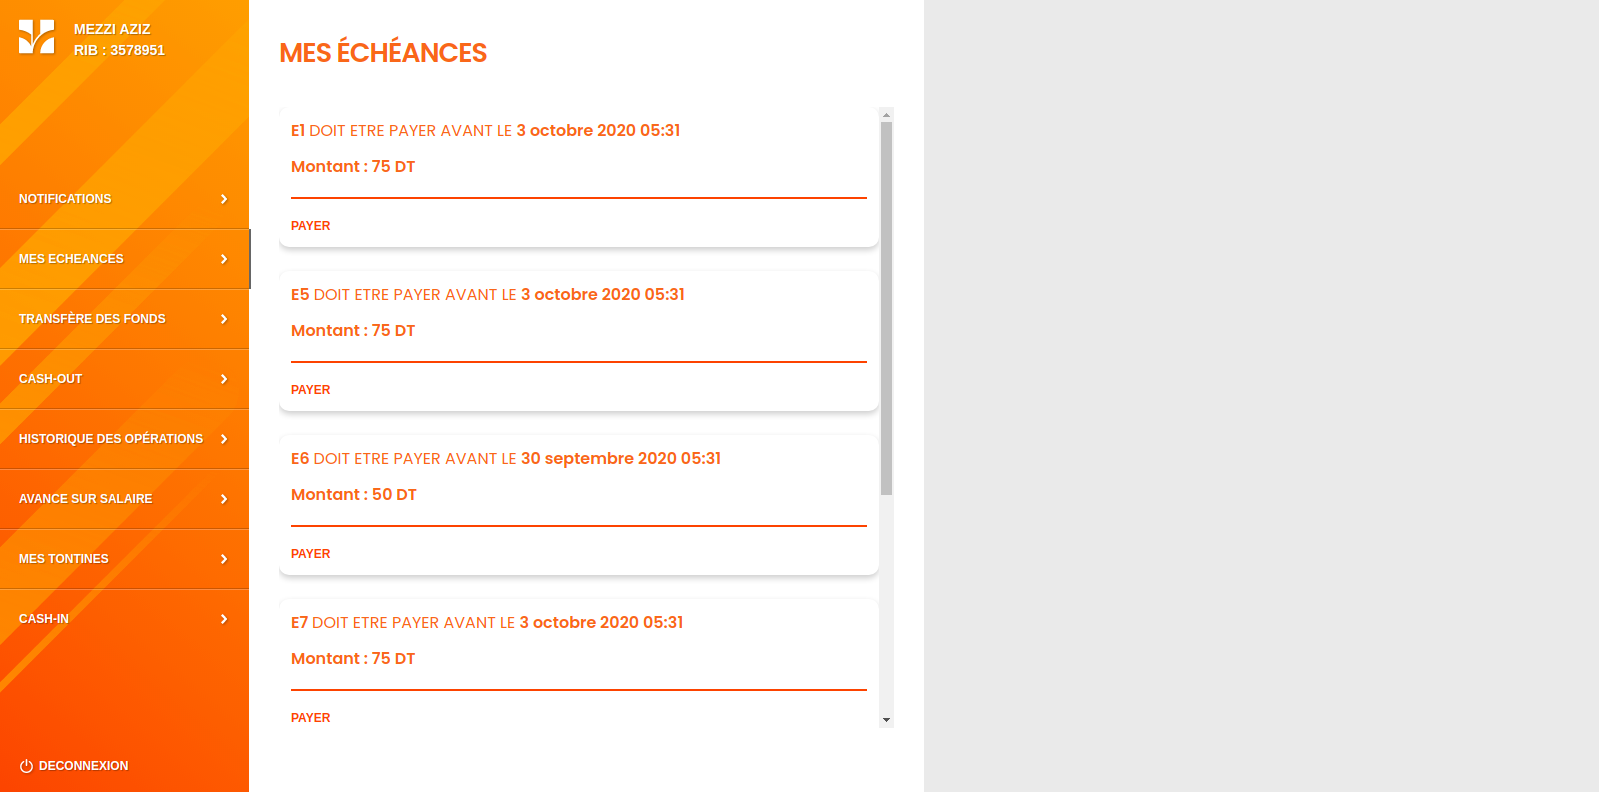 MEZZI AZIZ
RIB : 3578951
NOTIFICATIONS
MES ECHEANCES
TRANSFÈRE DES FONDS
CASH-OUT
HISTORIQUE DES OPÉRATIONS
AVANCE SUR SALAIRE
MES TONTINES
CASH-IN
DECONNEXION
MES ÉCHÉANCES
E1 DOIT ETRE PAYER AVANT LE 3 octobre 2020 05:31
Montant : 75 DT
PAYER
E5 DOIT ETRE PAYER AVANT LE 3 octobre 2020 05:31
Montant : 75 DT
PAYER
E6 DOIT ETRE PAYER AVANT LE 30 septembre 2020 05:31
Montant : 50 DT
PAYER
E7 DOIT ETRE PAYER AVANT LE 3 octobre 2020 05:31
Montant : 75 DT
PAYER